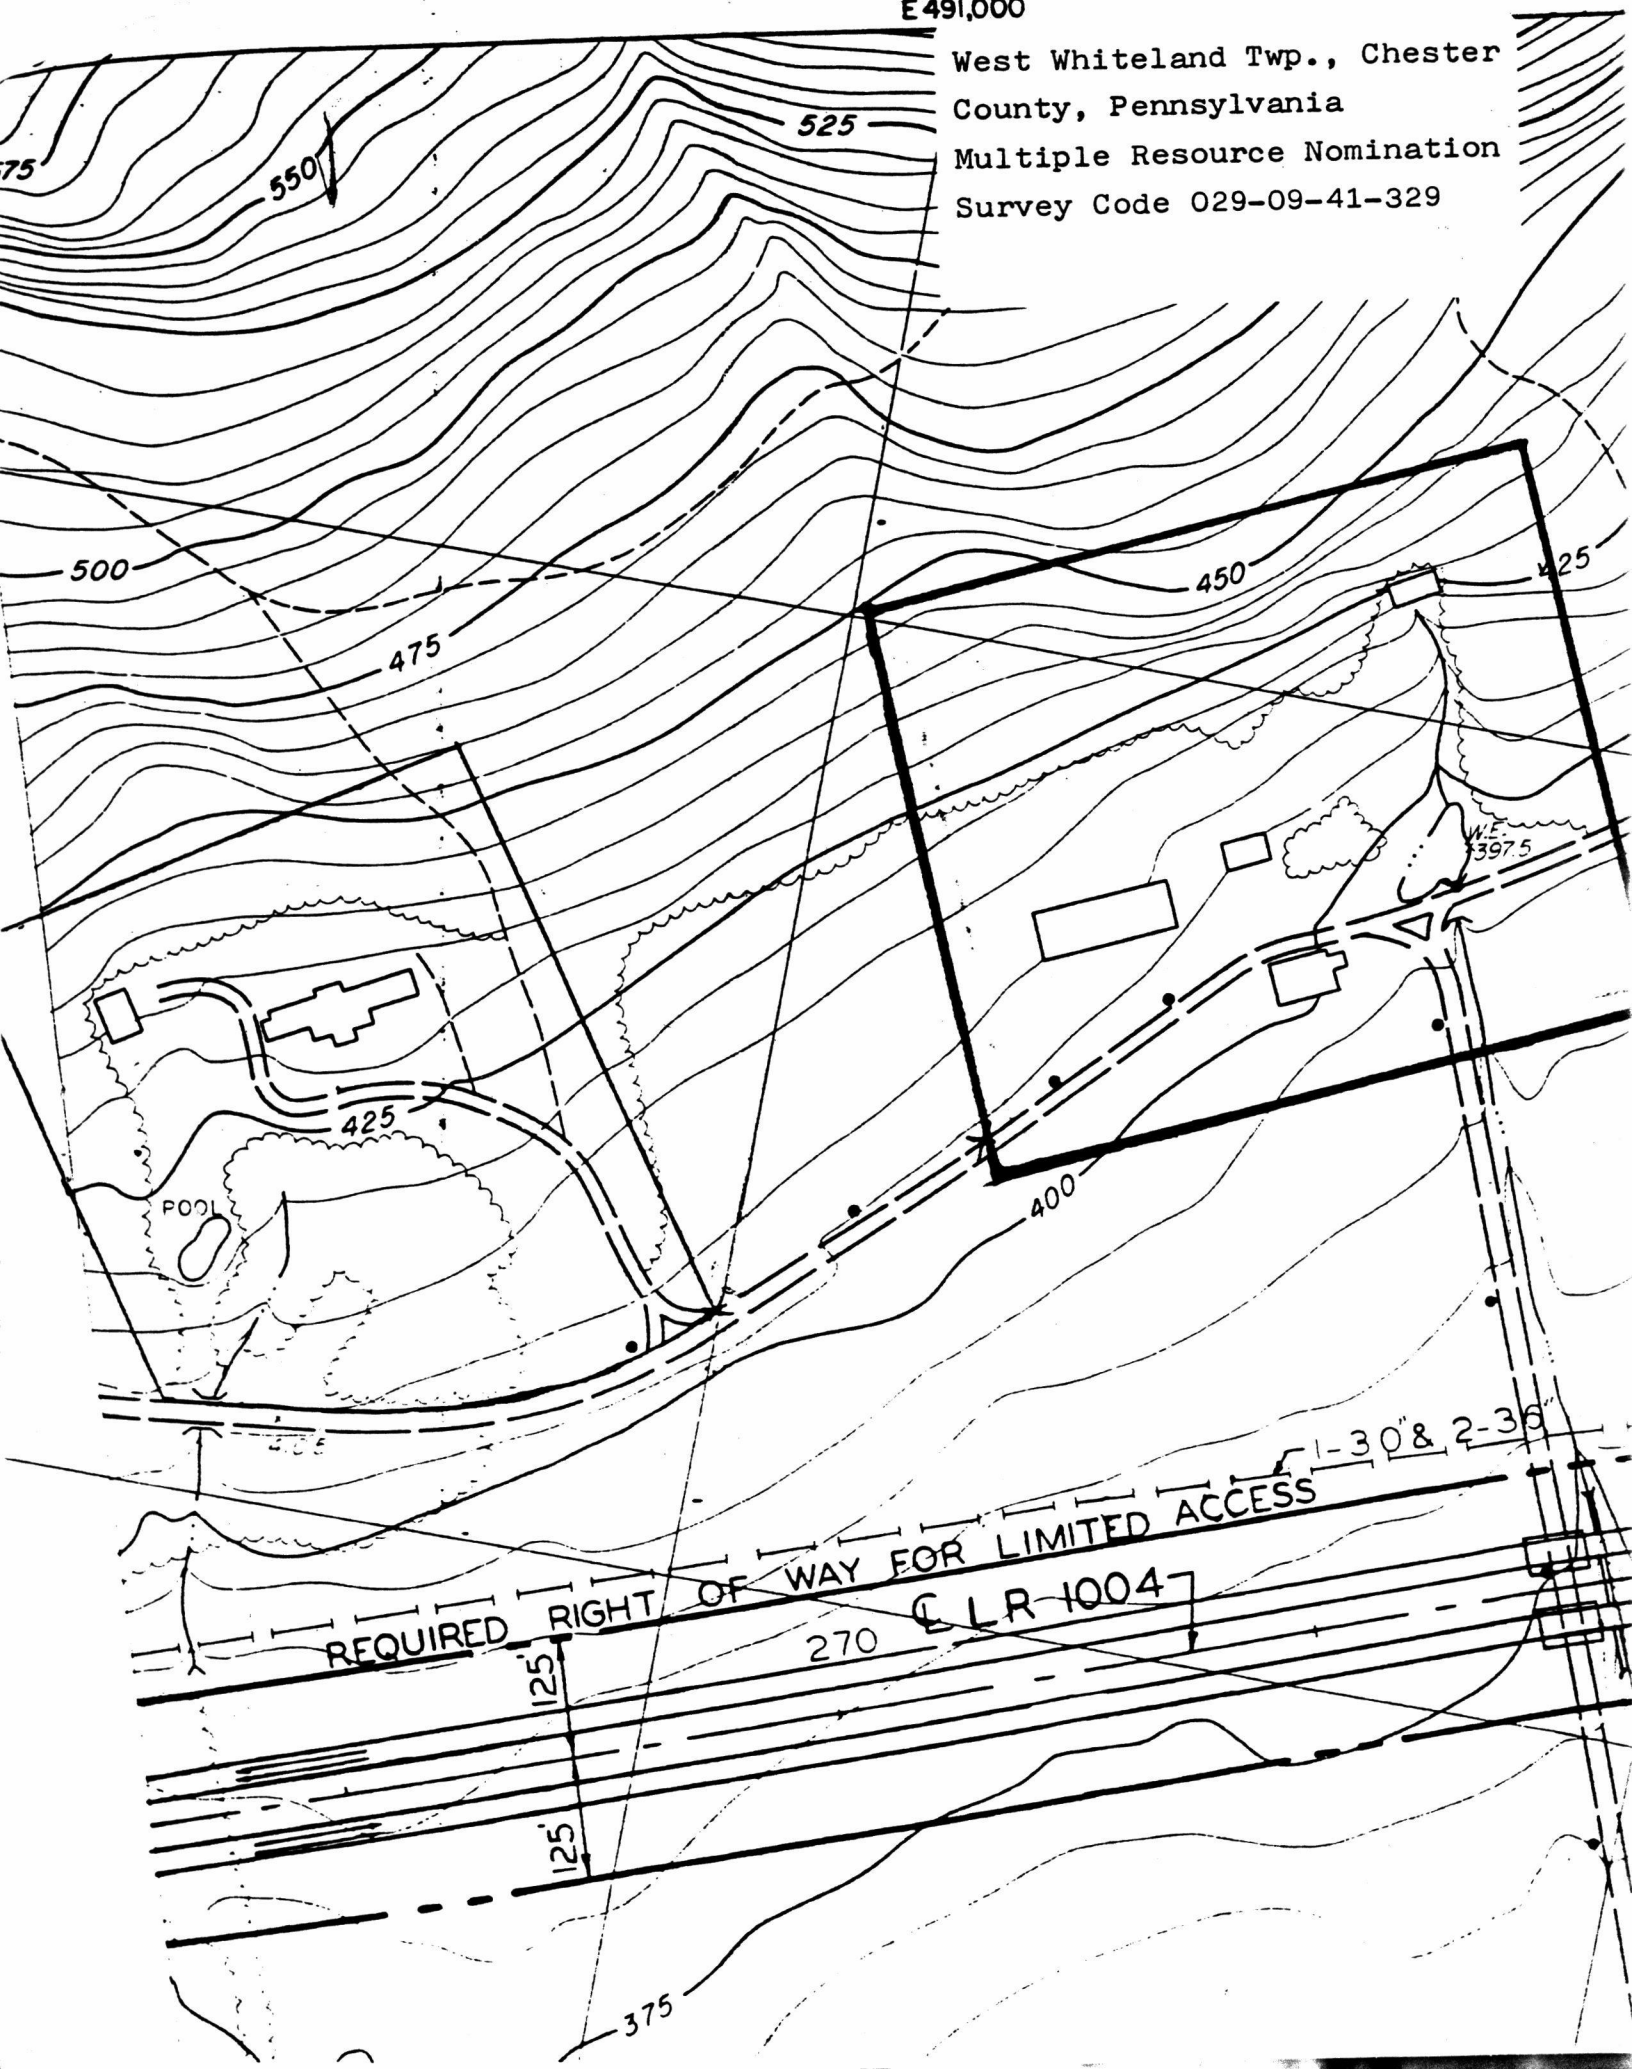 E 491,000
West Whiteland Twp., Chester
County, Pennsylvania
Multiple Resource Nomination
Survey Code 029-09-41-329
525
550
75
500
450
425
475
W.E.
397.5
425
POOL
400
1-30"& 2-36"
REQUIRED RIGHT OF WAY FOR LIMITED ACCESS
℄ LR-1004
270
125'
125'
375